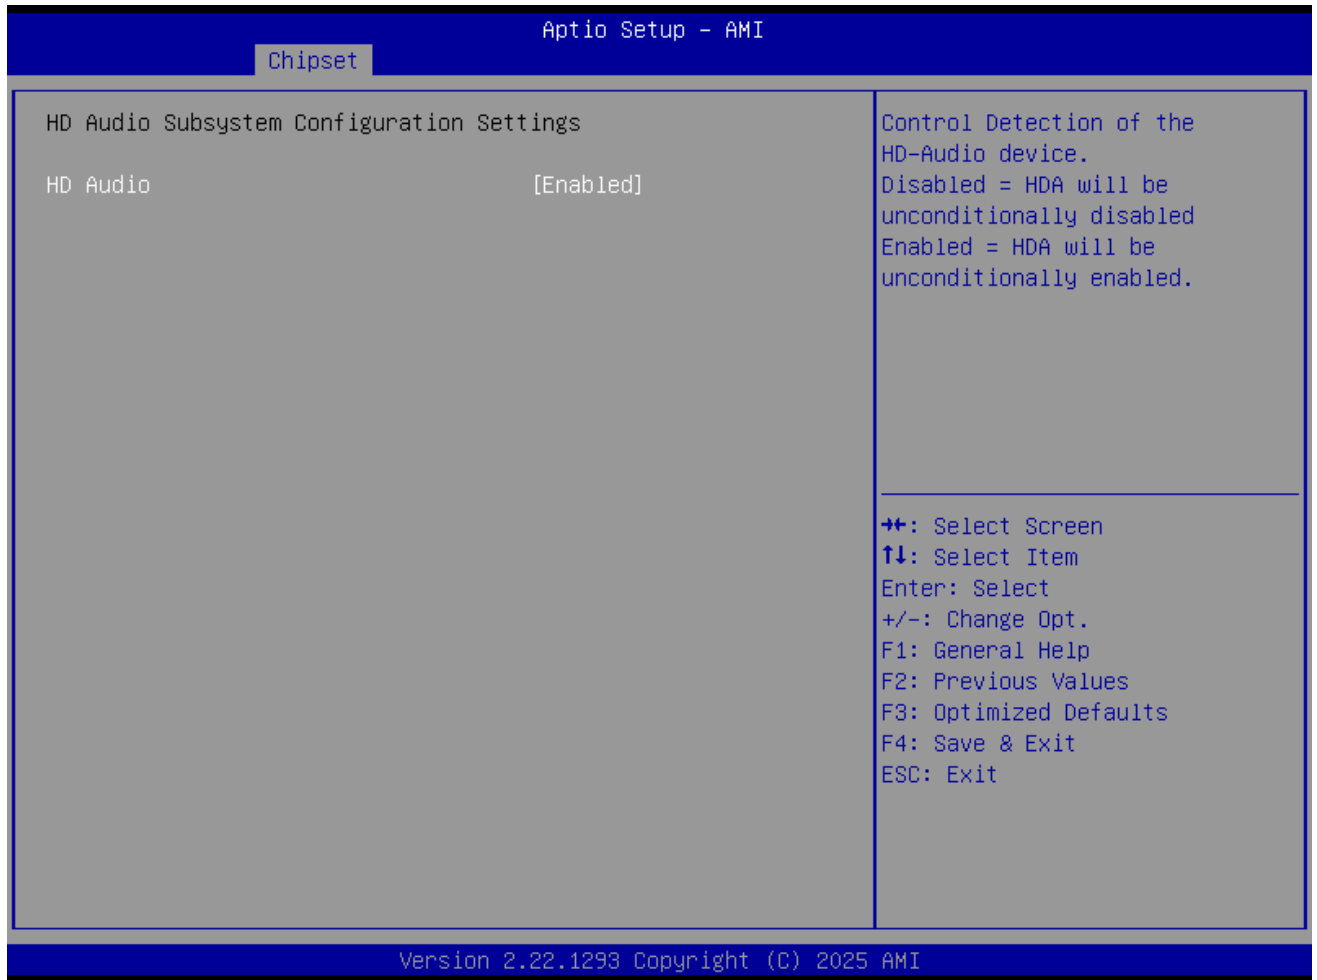 Aptio Setup – AMI
Chipset
HD Audio Subsystem Configuration Settings
HD Audio [Enabled]
Control Detection of the
HD-Audio device.
Disabled = HDA will be
unconditionally disabled
Enabled = HDA will be
unconditionally enabled.
→←: Select Screen
↑↓: Select Item
Enter: Select
+/-: Change Opt.
F1: General Help
F2: Previous Values
F3: Optimized Defaults
F4: Save & Exit
ESC: Exit
Version 2.22.1293 Copyright (C) 2025 AMI